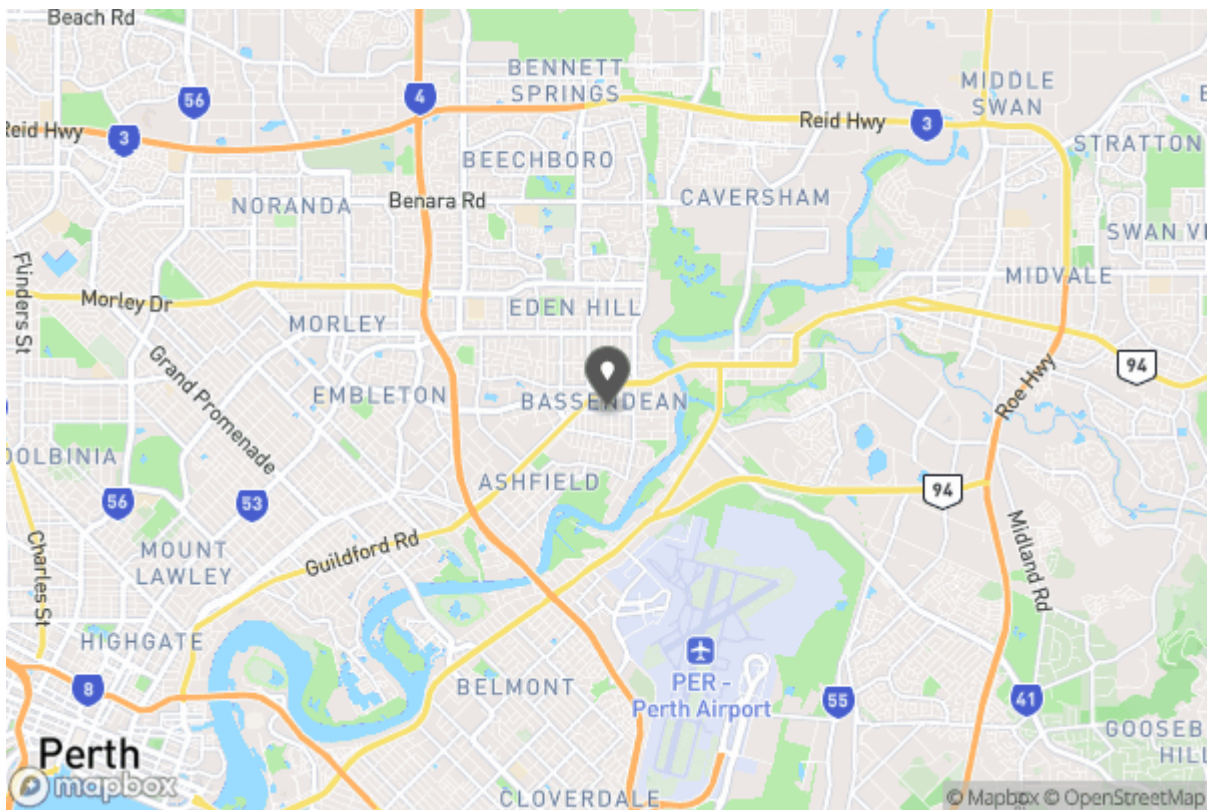 Beach Rd
BENNETT
SPRINGS
MIDDLE
SWAN
56
4
Reid Hwy
3
Reid Hwy
3
STRATTON
BEECHBORO
NORANDA
Benara Rd
CAVERSHAM
SWAN VI
Flinders St
Morley Dr
EDEN HILL
MIDVALE
MORLEY
Grand Promenade
EMBLETON
BASSENDEAN
94
Roe Hwy
OOLBINIA
56
53
ASHFIELD
94
Charles St
MOUNT
LAWLEY
Guildford Rd
Midland Rd
HIGHGATE
8
BELMONT
PER -
Perth Airport
55
41
GOOSEB
HILL
Perth
mapbox
CLOVERDALE
© Mapbox © OpenStreetMap